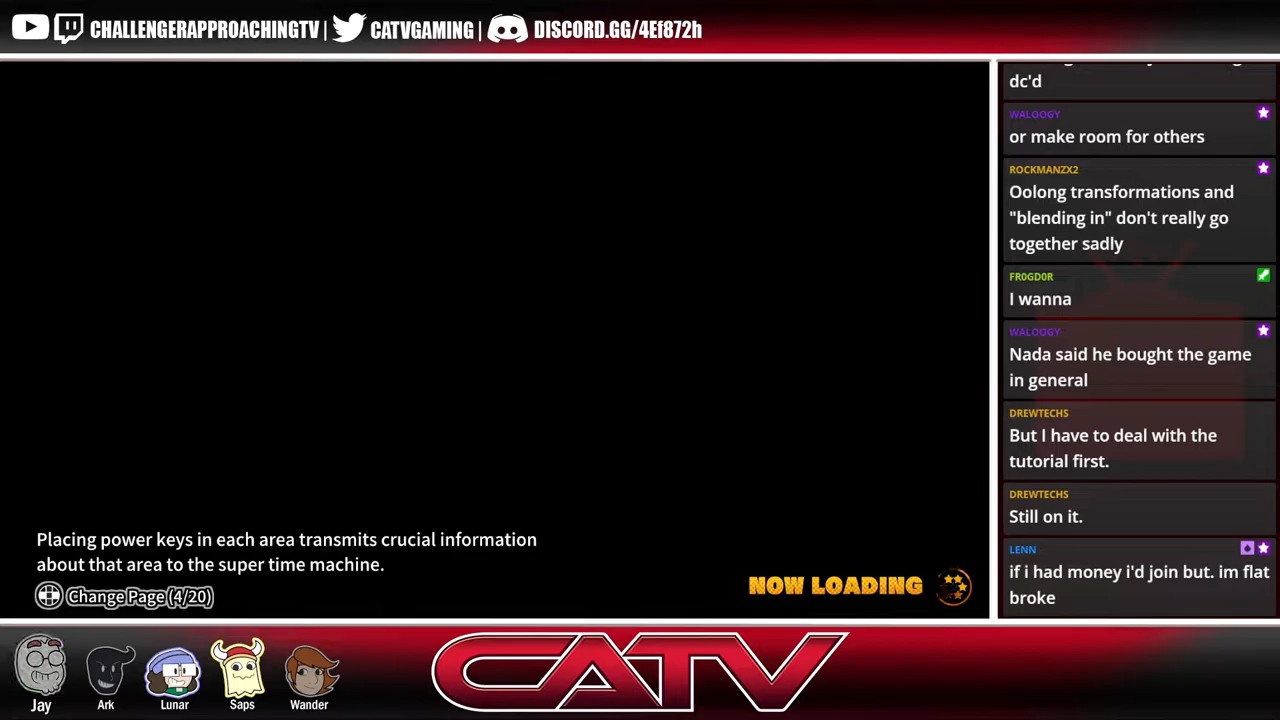 CHALLENGERAPPROACHINGTV | CATVGAMING | DISCORD.GG/4Ef872h
dc'd
WALOOGY
or make room for others
ROCKMANZX2
Oolong transformations and
"blending in" don't really go
together sadly
FR0GD0R
I wanna
WALOOGY
Nada said he bought the game
in general
DREWTECHS
But I have to deal with the
tutorial first.
DREWTECHS
Still on it.
LENN
if i had money i'd join but. im flat
broke
Placing power keys in each area transmits crucial information
about that area to the super time machine.
Change Page (4/20)
NOW LOADING
Jay
Ark
Lunar
Saps
Wander
CATV